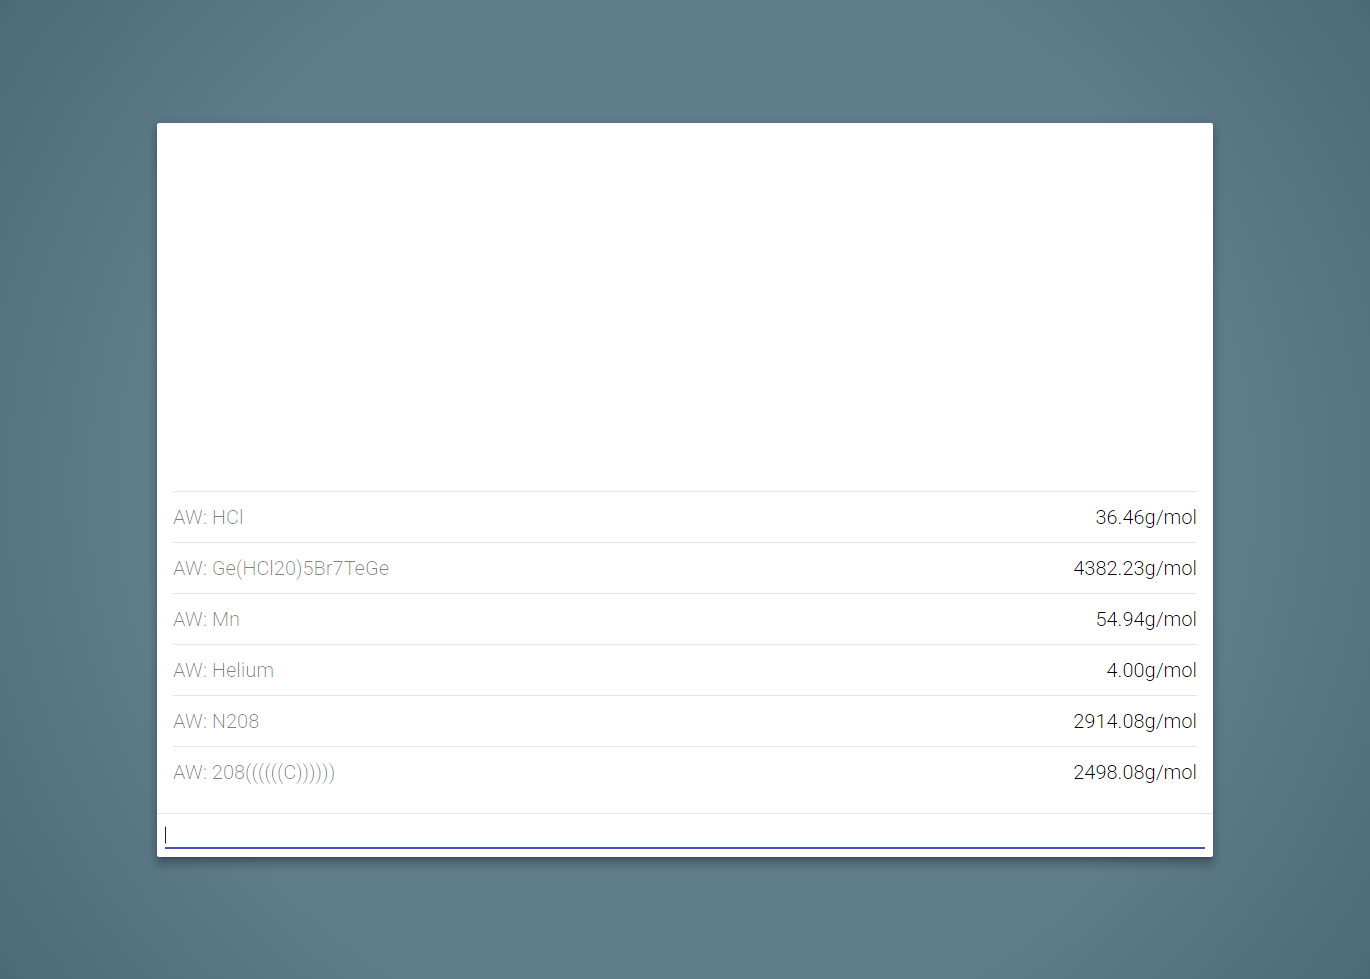 AW: HCl 36.46g/mol
AW: Ge(HCl20)5Br7TeGe 4382.23g/mol
AW: Mn 54.94g/mol
AW: Helium 4.00g/mol
AW: N208 2914.08g/mol
AW: 208((((((C)))))) 2498.08g/mol